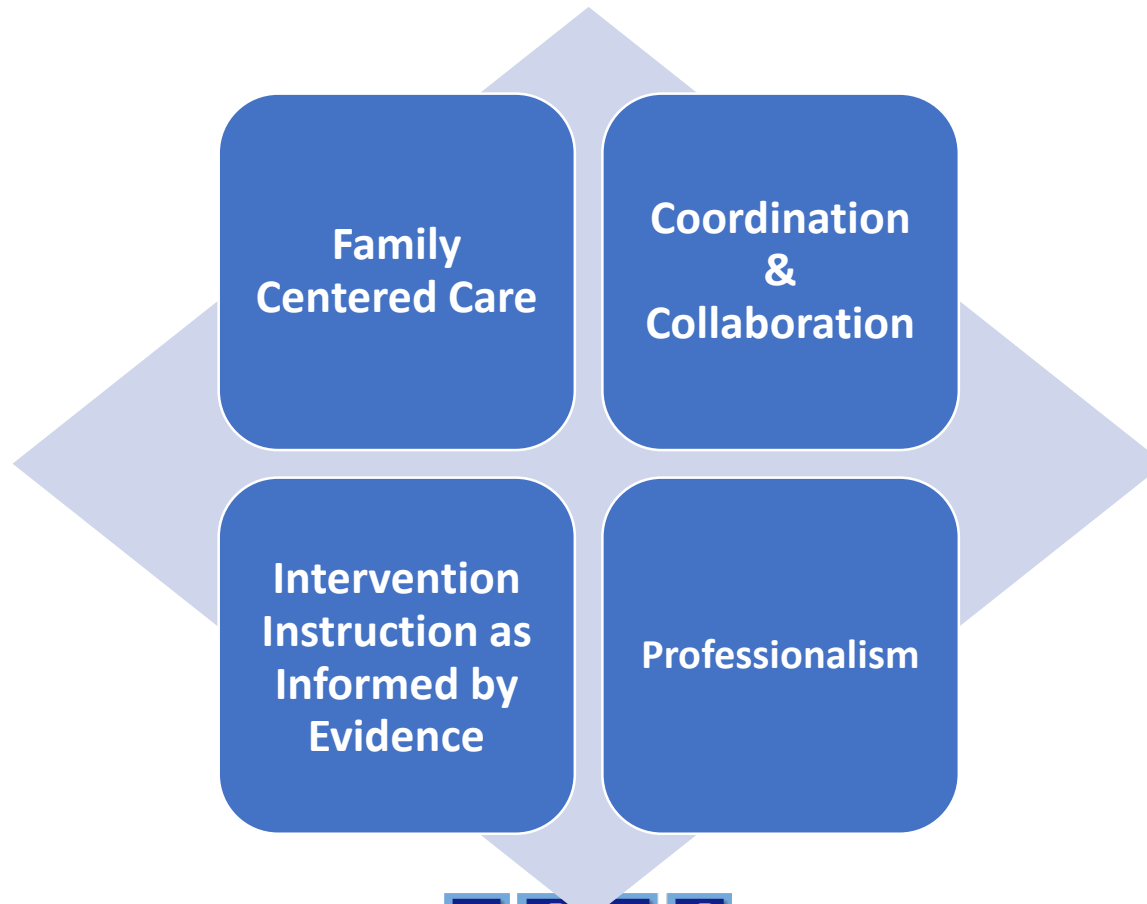 Family
Centered Care
Coordination
&
Collaboration
Intervention
Instruction as
Informed by
Evidence
Professionalism